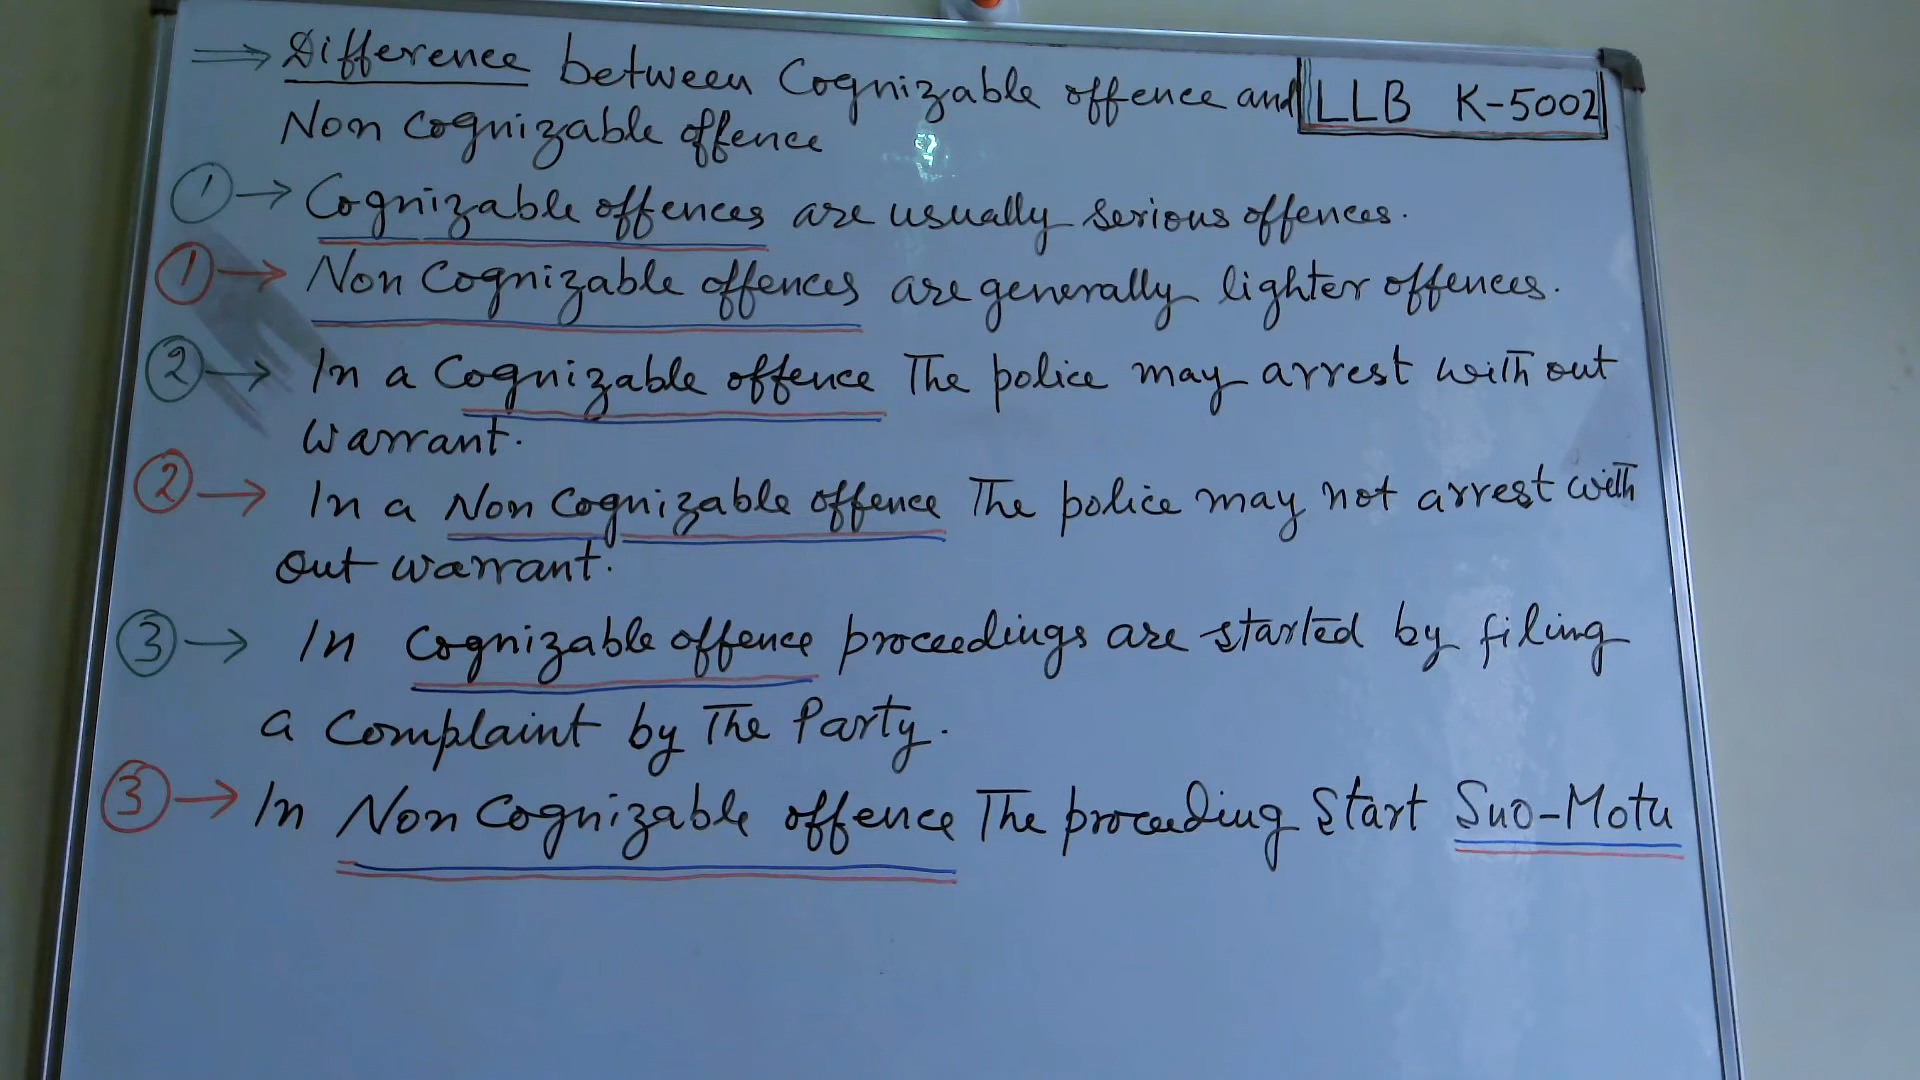 ⇒ Difference between Cognizable offence and LLB K-5002
Non Cognizable offence
① → Cognizable offences are usually serious offences.
① → Non Cognizable offences are generally lighter offences.
② → In a Cognizable offence The police may arrest with out
warrant.
② → In a Non Cognizable offence The police may not arrest with
out warrant.
③ → In Cognizable offence proceedings are started by filing
a Complaint by The Party.
③ → In Non Cognizable offence The proceeding Start Suo-Motu